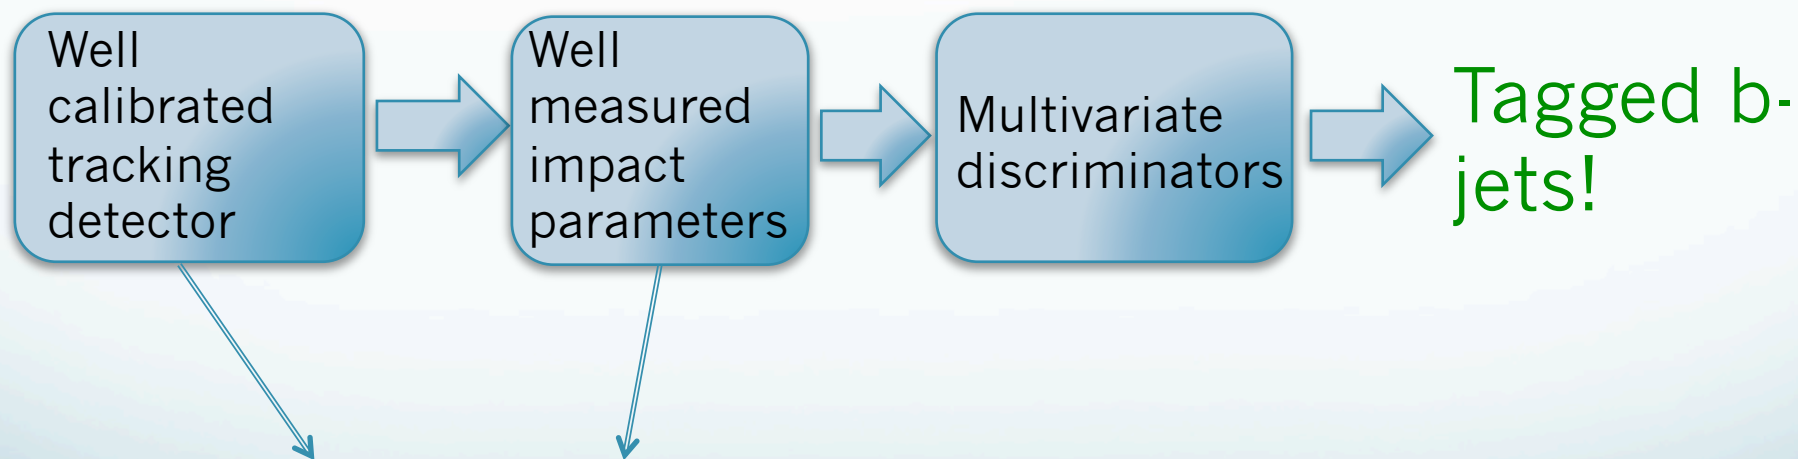 Well
calibrated
tracking
detector
Well
measured
impact
parameters
Multivariate
discriminators
Tagged b-
jets!